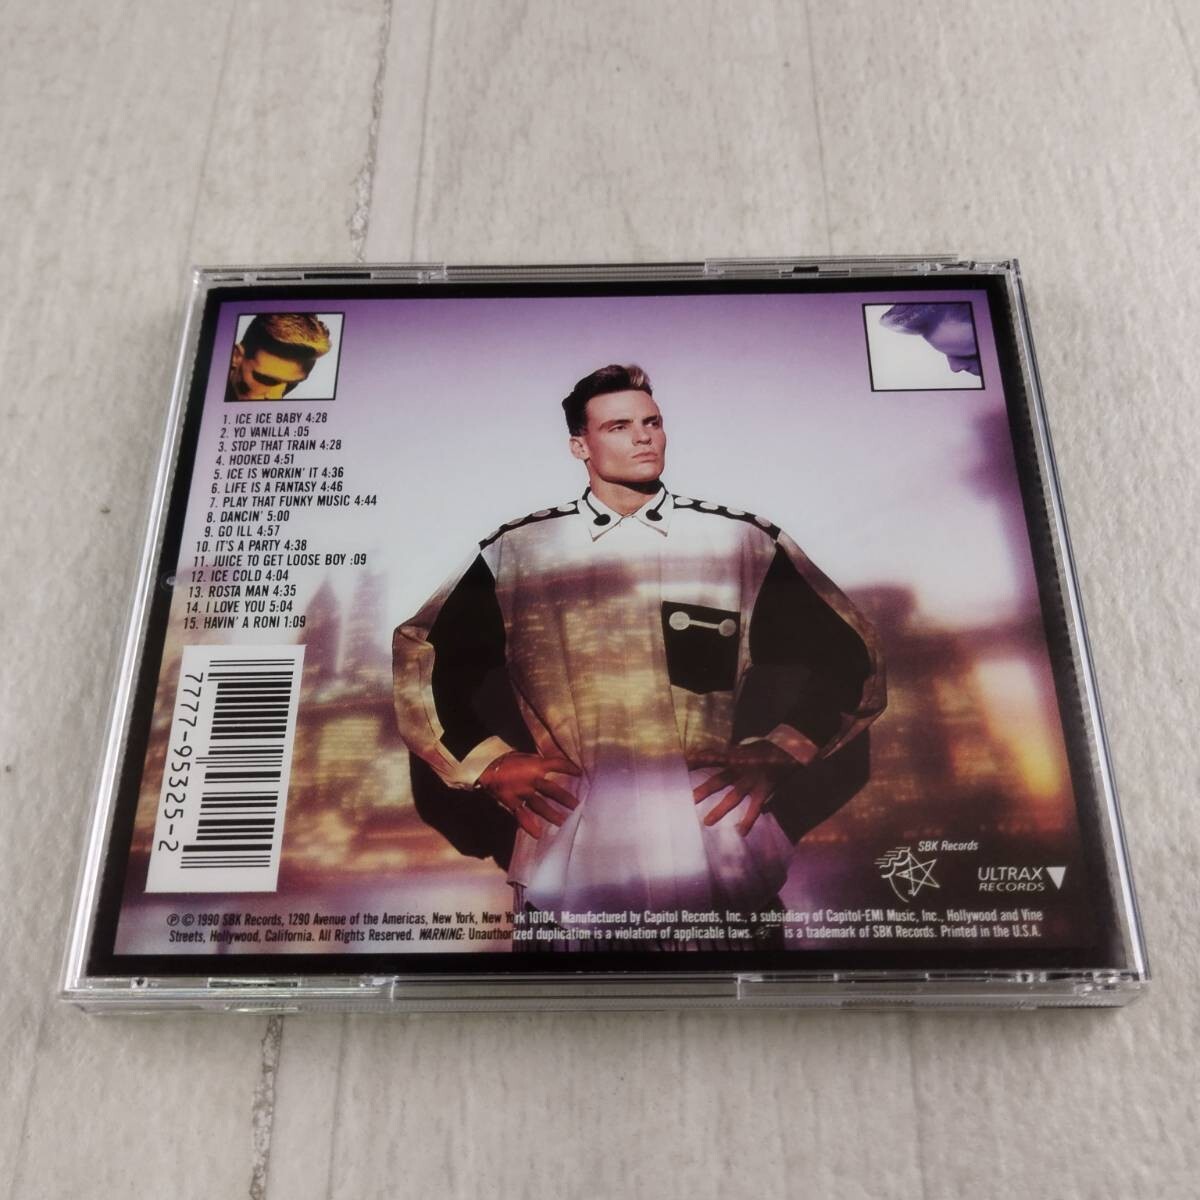 1. ICE ICE BABY 4:28
2. YO VANILLA :05
3. STOP THAT TRAIN 4:28
4. HOOKED 4:51
5. ICE IS WORKIN' IT 4:36
6. LIFE IS A FANTASY 4:46
7. PLAY THAT FUNKY MUSIC 4:44
8. DANCIN' 5:00
9. GO ILL 4:57
10. IT'S A PARTY 4:38
11. JUICE TO GET LOOSE BOY :09
12. ICE COLD 4:04
13. ROSTA MAN 4:35
14. I LOVE YOU 5:04
15. HAVIN' A RONI 1:09
7777-95325-2
SBK Records
ULTRAX
RECORDS
℗ © 1990 SBK Records, 1290 Avenue of the Americas, New York, New York 10104. Manufactured by Capitol Records, Inc., a subsidiary of Capitol-EMI Music, Inc., Hollywood and Vine
Streets, Hollywood, California. All Rights Reserved. WARNING: Unauthorized duplication is a violation of applicable laws. is a trademark of SBK Records. Printed in the U.S.A.